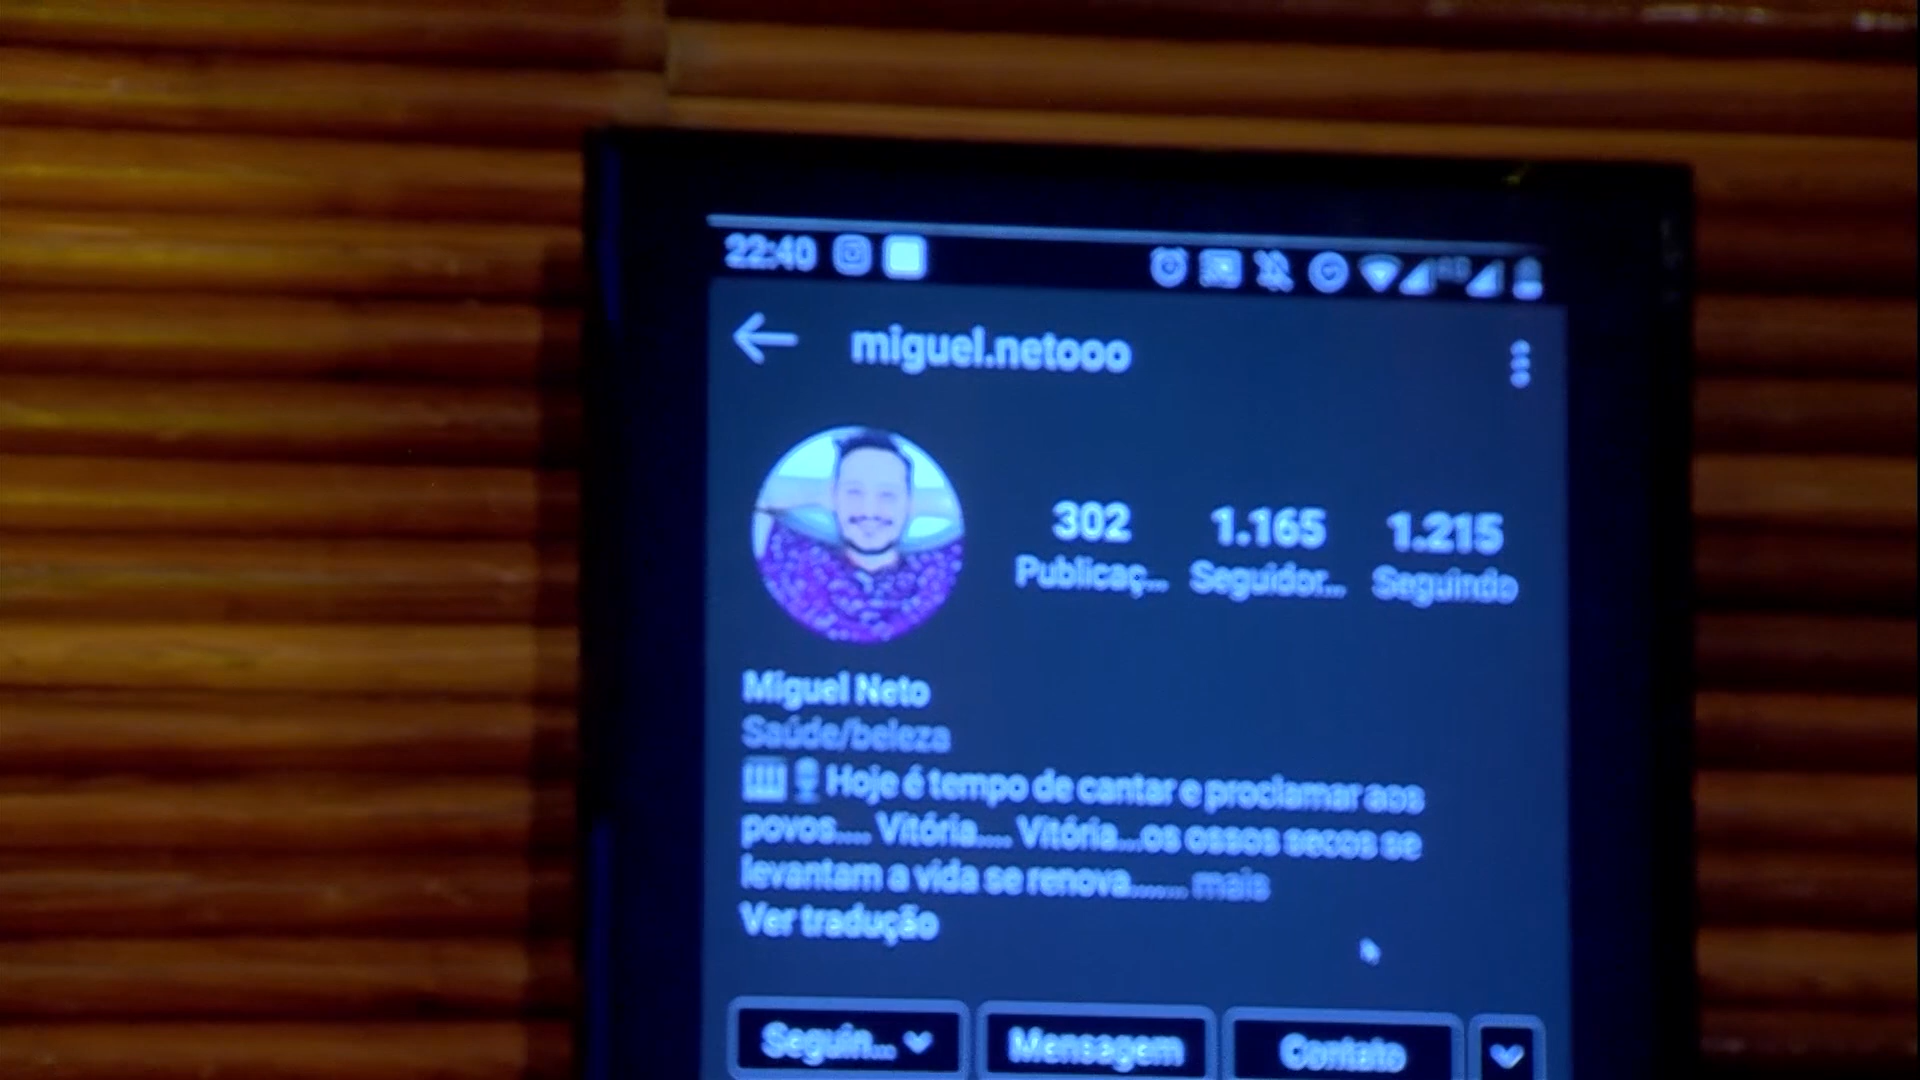 22:40
miguel.netooo
302 1.165 1.215
Publicaç... Seguidor... Seguindo
Miguel Neto
Saúde/beleza
Hoje é tempo de cantar e proclamar aos
povos.... Vitória.... Vitória...os ossos secos se
levantam a vida se renova....... mais
Ver tradução
Seguin... Mensagem Contato